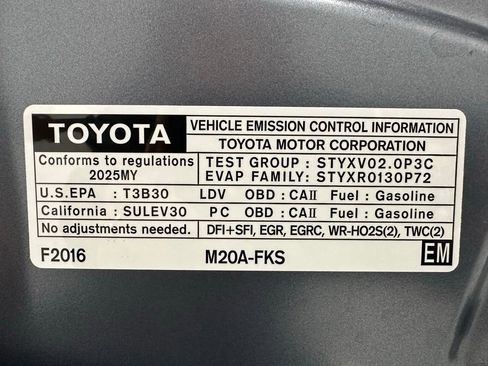 TOYOTA
VEHICLE EMISSION CONTROL INFORMATION
TOYOTA MOTOR CORPORATION
Conforms to regulations
2025MY
TEST GROUP : STYXV02.0P3C
EVAP FAMILY: STYXR0130P72
U.S.EPA : T3B30 LDV OBD : CAⅡ Fuel : Gasoline
California : SULEV30 PC OBD : CAⅡ Fuel : Gasoline
No adjustments needed. DFI+SFI, EGR, EGRC, WR-HO2S(2), TWC(2)
F2016 M20A-FKS EM